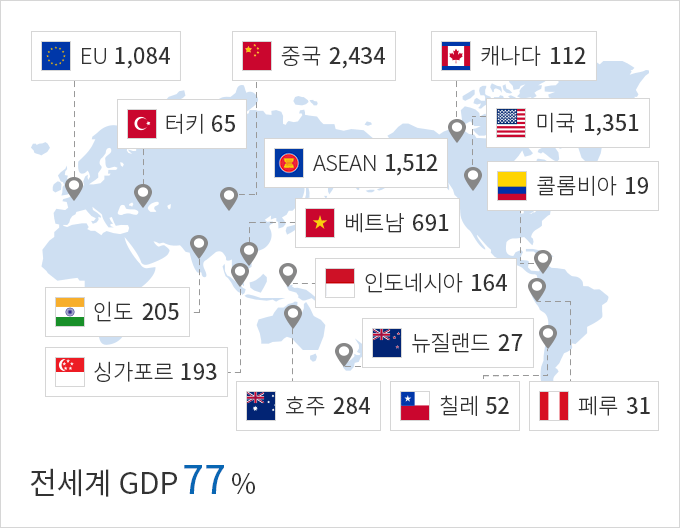 EU 1,084
중국 2,434
캐나다 112
터키 65
미국 1,351
ASEAN 1,512
콜롬비아 19
베트남 691
인도네시아 164
인도 205
뉴질랜드 27
싱가포르 193
호주 284
칠레 52
페루 31
전세계 GDP 77 %